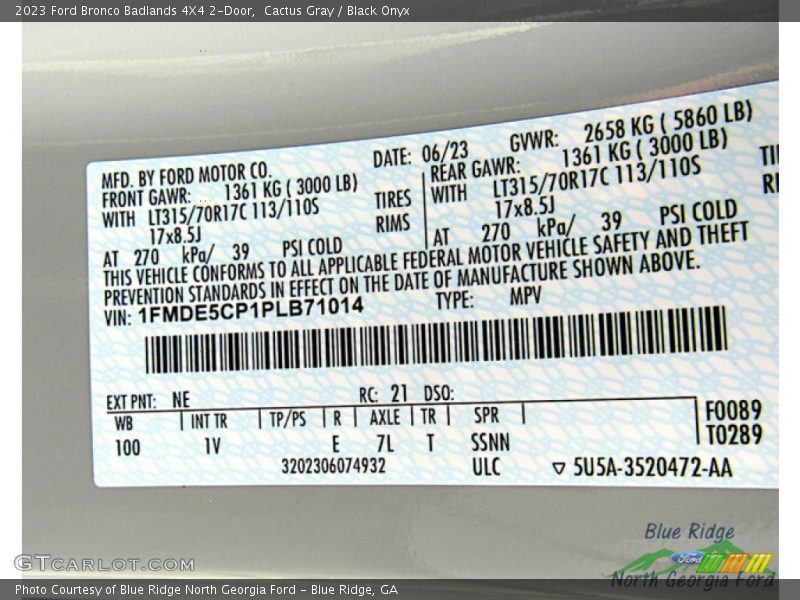 2023 Ford Bronco Badlands 4X4 2-Door, Cactus Gray / Black Onyx
MFD. BY FORD MOTOR CO. DATE: 06/23 GVWR: 2658 KG ( 5860 LB)
FRONT GAWR: 1361 KG ( 3000 LB) REAR GAWR: 1361 KG ( 3000 LB)
WITH LT315/70R17C 113/110S TIRES WITH LT315/70R17C 113/110S TI
17x8.5J RIMS 17x8.5J RI
AT 270 kPa/ 39 PSI COLD AT 270 kPa/ 39 PSI COLD
THIS VEHICLE CONFORMS TO ALL APPLICABLE FEDERAL MOTOR VEHICLE SAFETY AND THEFT
PREVENTION STANDARDS IN EFFECT ON THE DATE OF MANUFACTURE SHOWN ABOVE.
VIN: 1FMDE5CP1PLB71014 TYPE: MPV
EXT PNT: NE RC: 21 DSO:
WB INT TR TP/PS R AXLE TR SPR F0089
100 1V E 7L T SSNN T0289
3202306074932 ULC ▽ 5U5A-3520472-AA
Blue Ridge
Ford
North Georgia Ford
GTCARLOT.COM
Photo Courtesy of Blue Ridge North Georgia Ford - Blue Ridge, GA